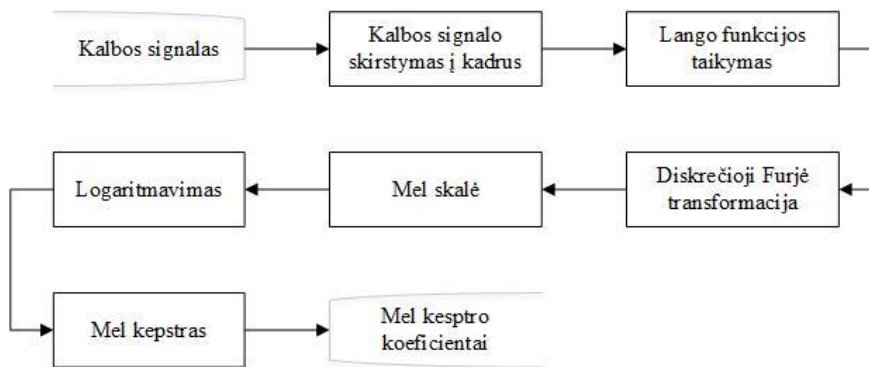 Kalbos signalas
Kalbos signalo
skirstymas į kadrus
Lango funkcijos
taikymas
Diskrečioji Furjė
transformacija
Mel skalė
Logaritmavimas
Mel kepstras
Mel kesptro
koeficientai